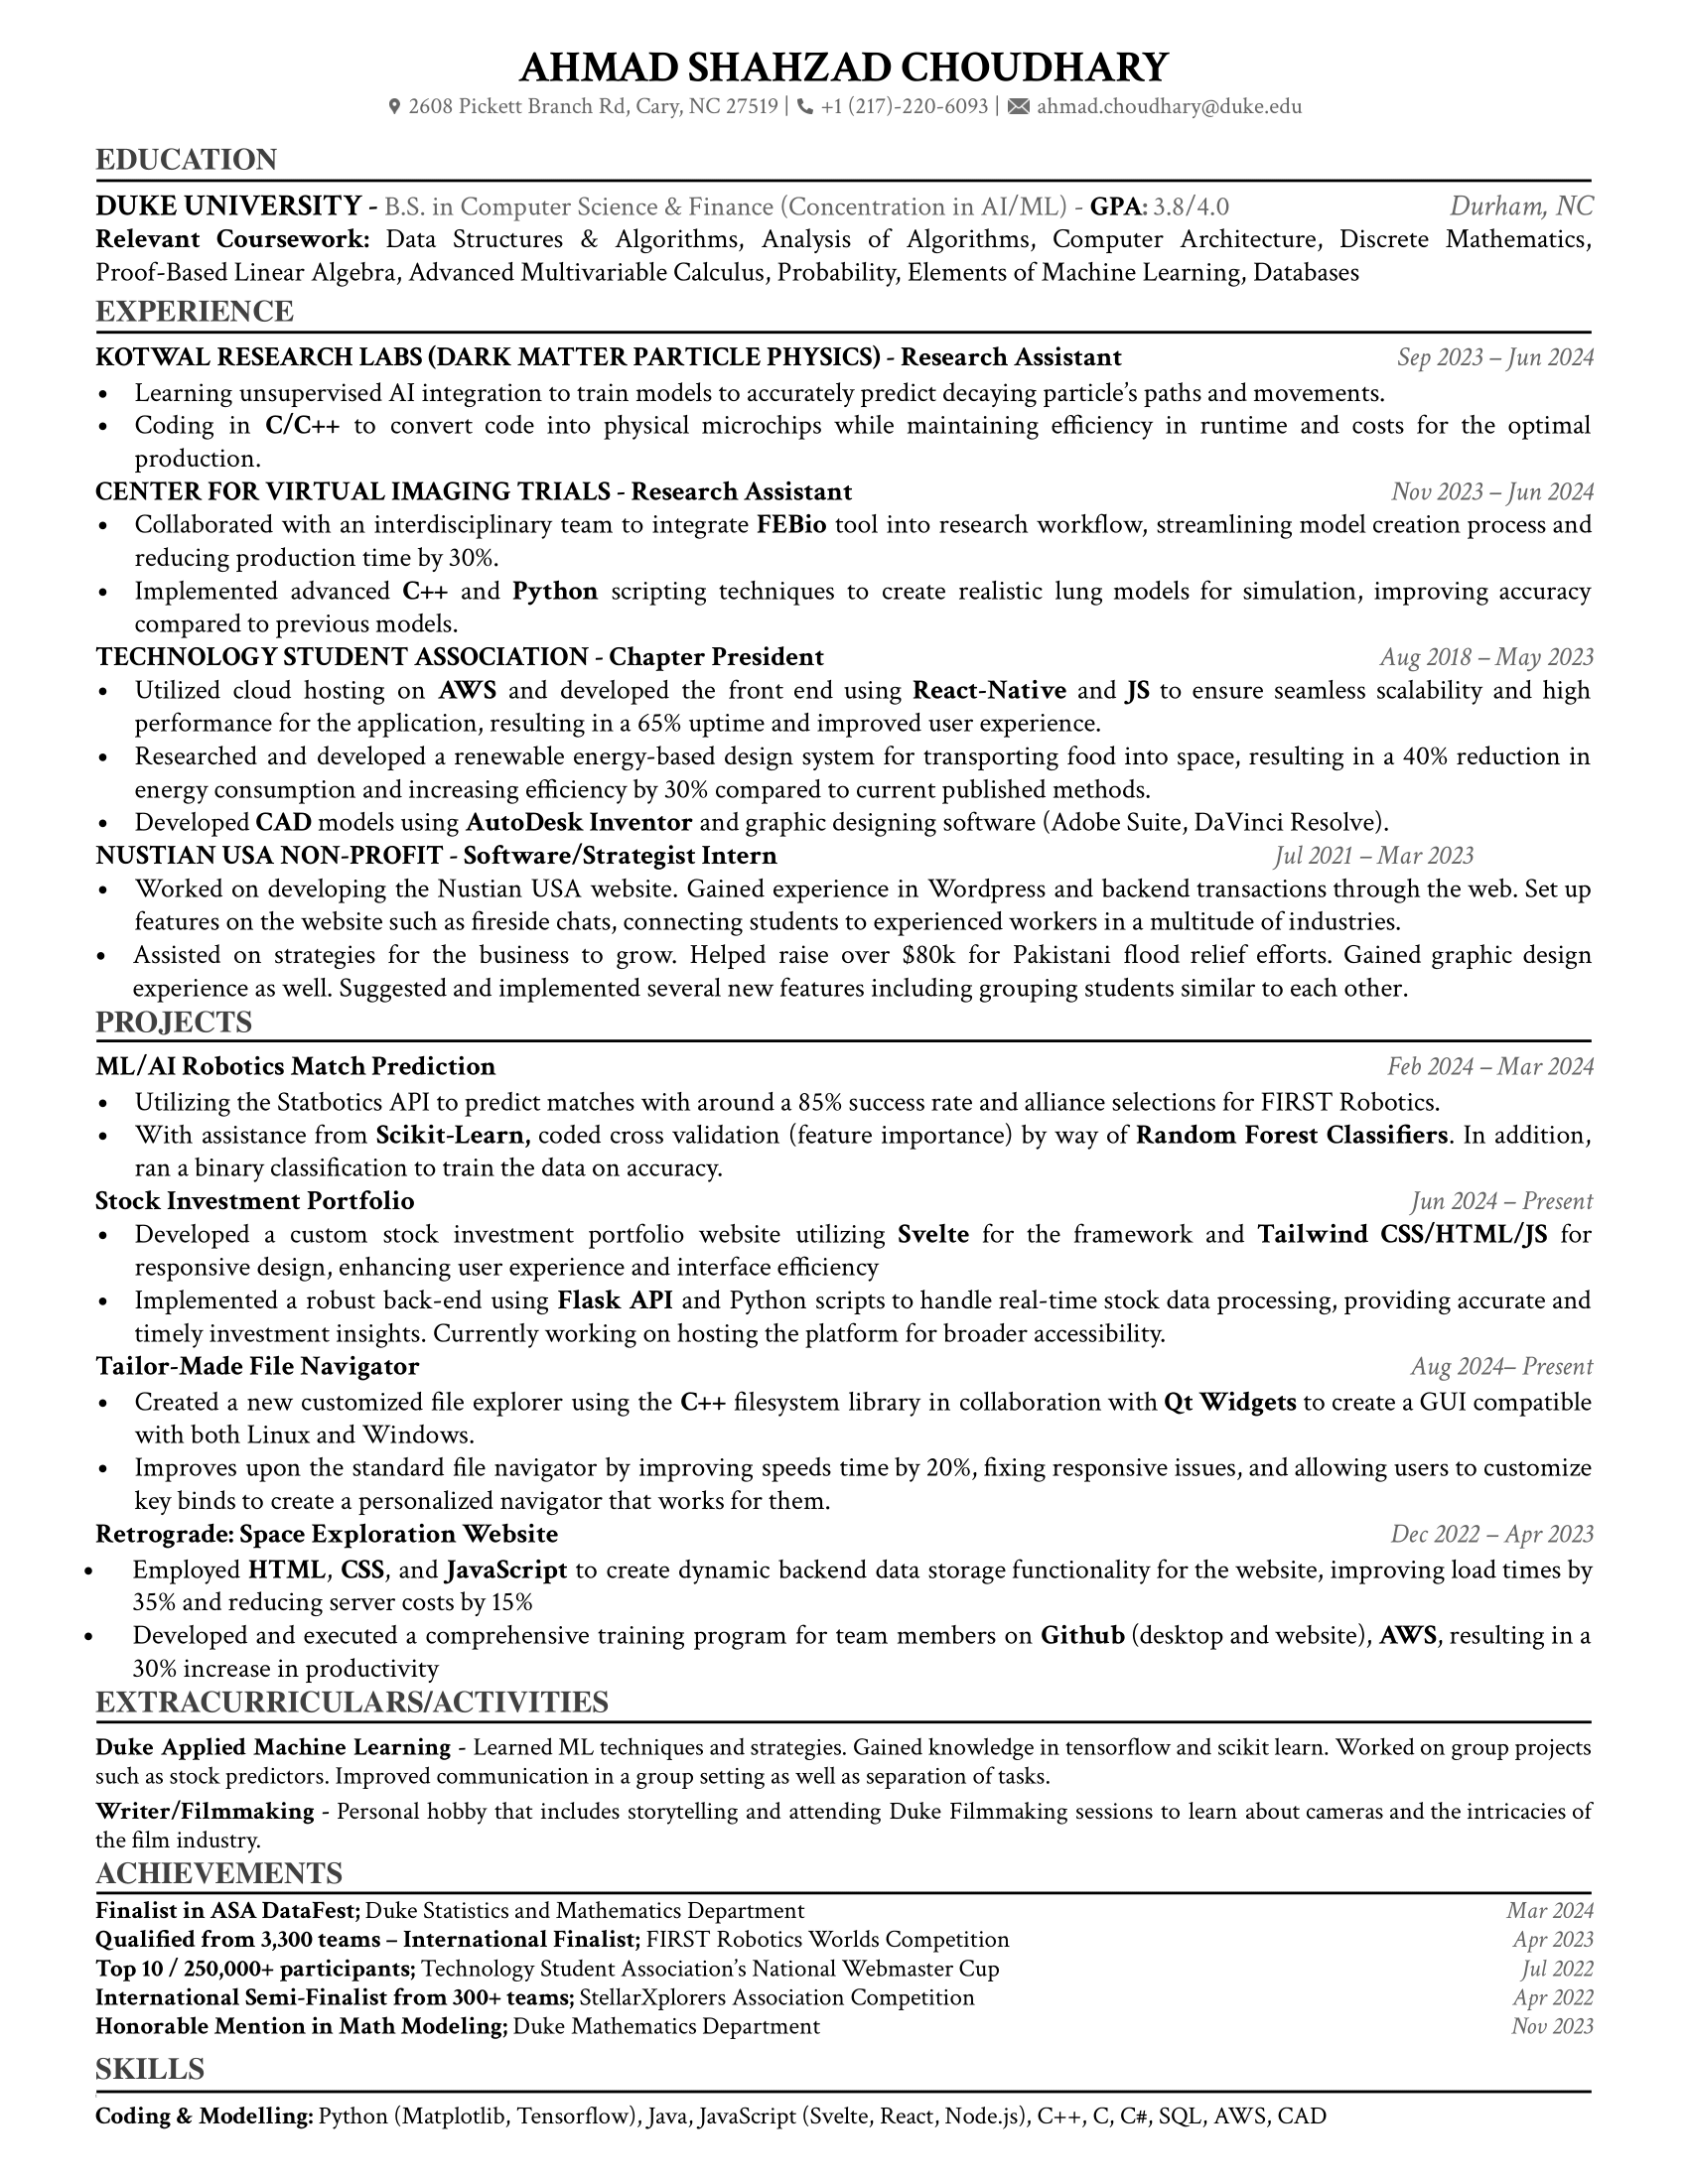 AHMAD SHAHZAD CHOUDHARY
2608 Pickett Branch Rd, Cary, NC 27519 | +1 (217)-220-6093 | ahmad.choudhary@duke.edu
EDUCATION
DUKE UNIVERSITY - B.S. in Computer Science & Finance (Concentration in AI/ML) - GPA: 3.8/4.0 Durham, NC
Relevant Coursework: Data Structures & Algorithms, Analysis of Algorithms, Computer Architecture, Discrete Mathematics,
Proof-Based Linear Algebra, Advanced Multivariable Calculus, Probability, Elements of Machine Learning, Databases
EXPERIENCE
KOTWAL RESEARCH LABS (DARK MATTER PARTICLE PHYSICS) - Research Assistant Sep 2023 – Jun 2024
• Learning unsupervised AI integration to train models to accurately predict decaying particle’s paths and movements.
• Coding in C/C++ to convert code into physical microchips while maintaining efficiency in runtime and costs for the optimal
production.
CENTER FOR VIRTUAL IMAGING TRIALS - Research Assistant Nov 2023 – Jun 2024
• Collaborated with an interdisciplinary team to integrate FEBio tool into research workflow, streamlining model creation process and
reducing production time by 30%.
• Implemented advanced C++ and Python scripting techniques to create realistic lung models for simulation, improving accuracy
compared to previous models.
TECHNOLOGY STUDENT ASSOCIATION - Chapter President Aug 2018 – May 2023
• Utilized cloud hosting on AWS and developed the front end using React-Native and JS to ensure seamless scalability and high
performance for the application, resulting in a 65% uptime and improved user experience.
• Researched and developed a renewable energy-based design system for transporting food into space, resulting in a 40% reduction in
energy consumption and increasing efficiency by 30% compared to current published methods.
• Developed CAD models using AutoDesk Inventor and graphic designing software (Adobe Suite, DaVinci Resolve).
NUSTIAN USA NON-PROFIT - Software/Strategist Intern Jul 2021 – Mar 2023
• Worked on developing the Nustian USA website. Gained experience in Wordpress and backend transactions through the web. Set up
features on the website such as fireside chats, connecting students to experienced workers in a multitude of industries.
• Assisted on strategies for the business to grow. Helped raise over $80k for Pakistani flood relief efforts. Gained graphic design
experience as well. Suggested and implemented several new features including grouping students similar to each other.
PROJECTS
ML/AI Robotics Match Prediction Feb 2024 – Mar 2024
• Utilizing the Statbotics API to predict matches with around a 85% success rate and alliance selections for FIRST Robotics.
• With assistance from Scikit-Learn, coded cross validation (feature importance) by way of Random Forest Classifiers. In addition,
ran a binary classification to train the data on accuracy.
Stock Investment Portfolio Jun 2024 – Present
• Developed a custom stock investment portfolio website utilizing Svelte for the framework and Tailwind CSS/HTML/JS for
responsive design, enhancing user experience and interface efficiency
• Implemented a robust back-end using Flask API and Python scripts to handle real-time stock data processing, providing accurate and
timely investment insights. Currently working on hosting the platform for broader accessibility.
Tailor-Made File Navigator Aug 2024– Present
• Created a new customized file explorer using the C++ filesystem library in collaboration with Qt Widgets to create a GUI compatible
with both Linux and Windows.
• Improves upon the standard file navigator by improving speeds time by 20%, fixing responsive issues, and allowing users to customize
key binds to create a personalized navigator that works for them.
Retrograde: Space Exploration Website Dec 2022 – Apr 2023
• Employed HTML, CSS, and JavaScript to create dynamic backend data storage functionality for the website, improving load times by
35% and reducing server costs by 15%
• Developed and executed a comprehensive training program for team members on Github (desktop and website), AWS, resulting in a
30% increase in productivity
EXTRACURRICULARS/ACTIVITIES
Duke Applied Machine Learning - Learned ML techniques and strategies. Gained knowledge in tensorflow and scikit learn. Worked on group projects
such as stock predictors. Improved communication in a group setting as well as separation of tasks.
Writer/Filmmaking - Personal hobby that includes storytelling and attending Duke Filmmaking sessions to learn about cameras and the intricacies of
the film industry.
ACHIEVEMENTS
Finalist in ASA DataFest; Duke Statistics and Mathematics Department Mar 2024
Qualified from 3,300 teams – International Finalist; FIRST Robotics Worlds Competition Apr 2023
Top 10 / 250,000+ participants; Technology Student Association’s National Webmaster Cup Jul 2022
International Semi-Finalist from 300+ teams; StellarXplorers Association Competition Apr 2022
Honorable Mention in Math Modeling; Duke Mathematics Department Nov 2023
SKILLS
Coding & Modelling: Python (Matplotlib, Tensorflow), Java, JavaScript (Svelte, React, Node.js), C++, C, C#, SQL, AWS, CAD